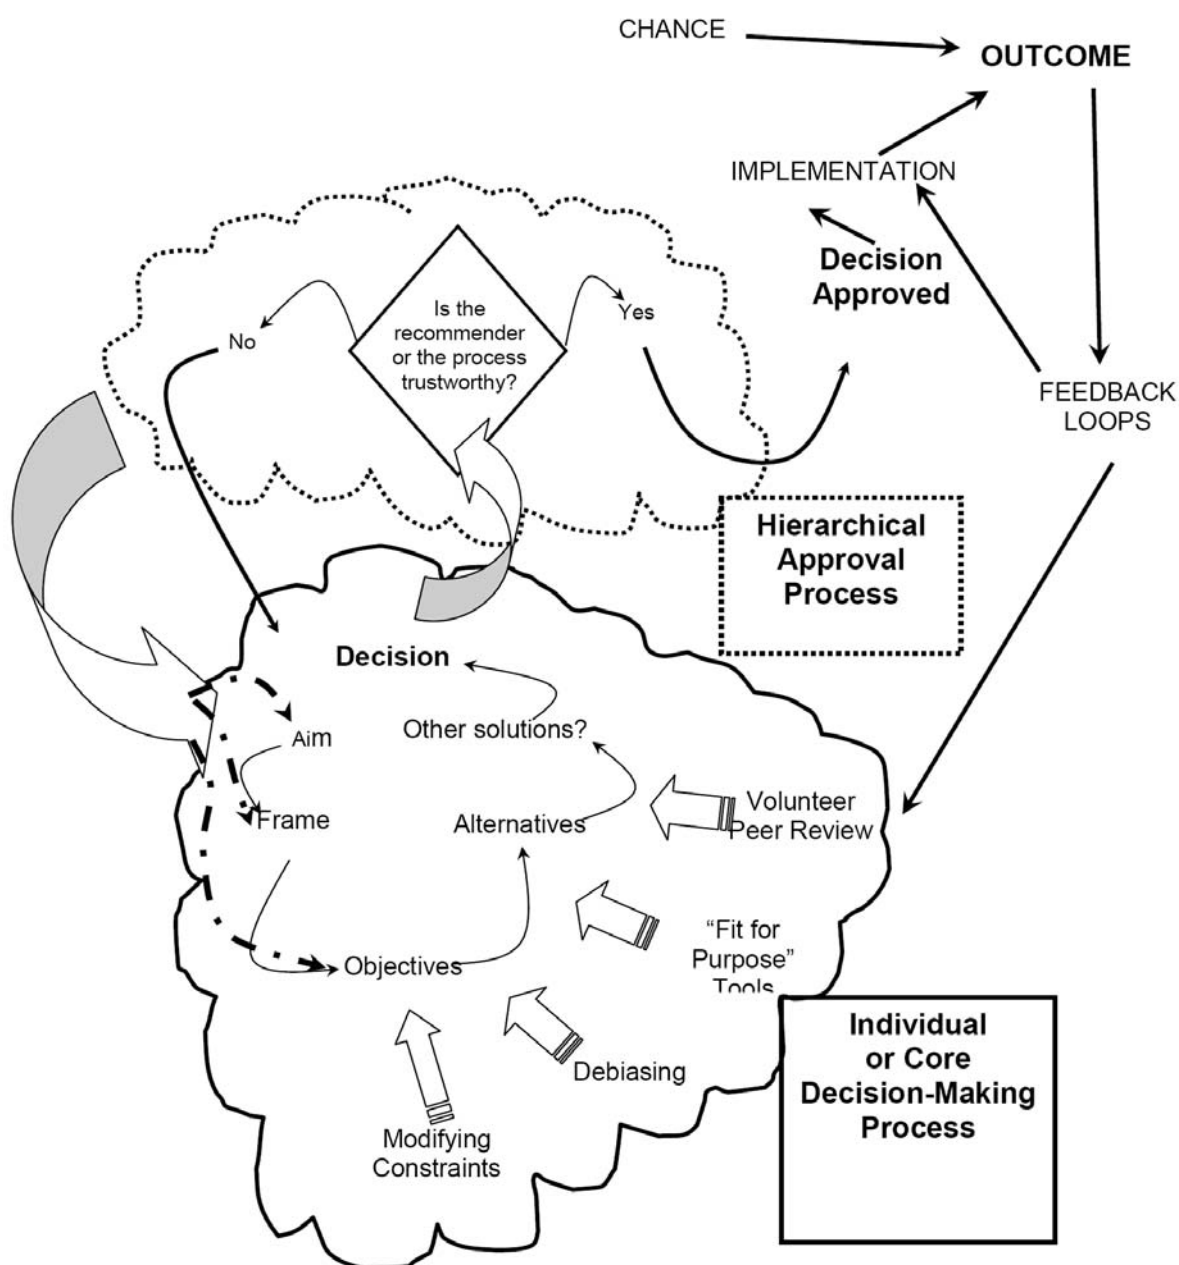 CHANCE
OUTCOME
IMPLEMENTATION
Decision
Approved
Is the
recommender
or the process
trustworthy?
Yes
No
FEEDBACK
LOOPS
Hierarchical
Approval
Process
Decision
Other solutions?
Aim
Frame
Alternatives
Volunteer
Peer Review
“Fit for
Purpose”
Tools
Objectives
Debiasing
Modifying
Constraints
Individual
or Core
Decision-Making
Process